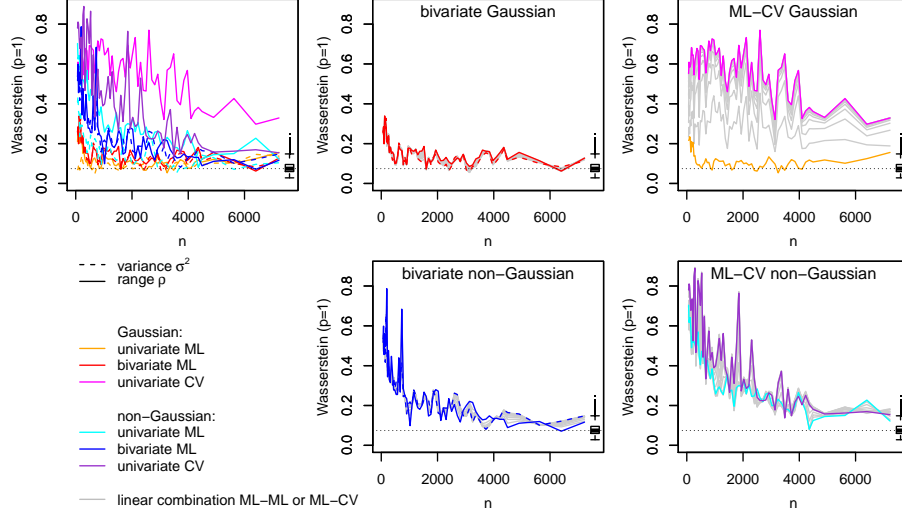 bivariate Gaussian
ML−CV Gaussian
Wasserstein (p=1)
0.0 0.2 0.4 0.6 0.8
0 2000 4000 6000
n
Wasserstein (p=1)
0.0 0.2 0.4 0.6 0.8
0 2000 4000 6000
n
Wasserstein (p=1)
0.0 0.2 0.4 0.6 0.8
0 2000 4000 6000
n
variance σ²
range ρ
Gaussian:
univariate ML
bivariate ML
univariate CV
non−Gaussian:
univariate ML
bivariate ML
univariate CV
linear combination ML−ML or ML−CV
bivariate non−Gaussian
Wasserstein (p=1)
0.0 0.2 0.4 0.6 0.8
0 2000 4000 6000
n
ML−CV non−Gaussian
Wasserstein (p=1)
0.0 0.2 0.4 0.6 0.8
0 2000 4000 6000
n